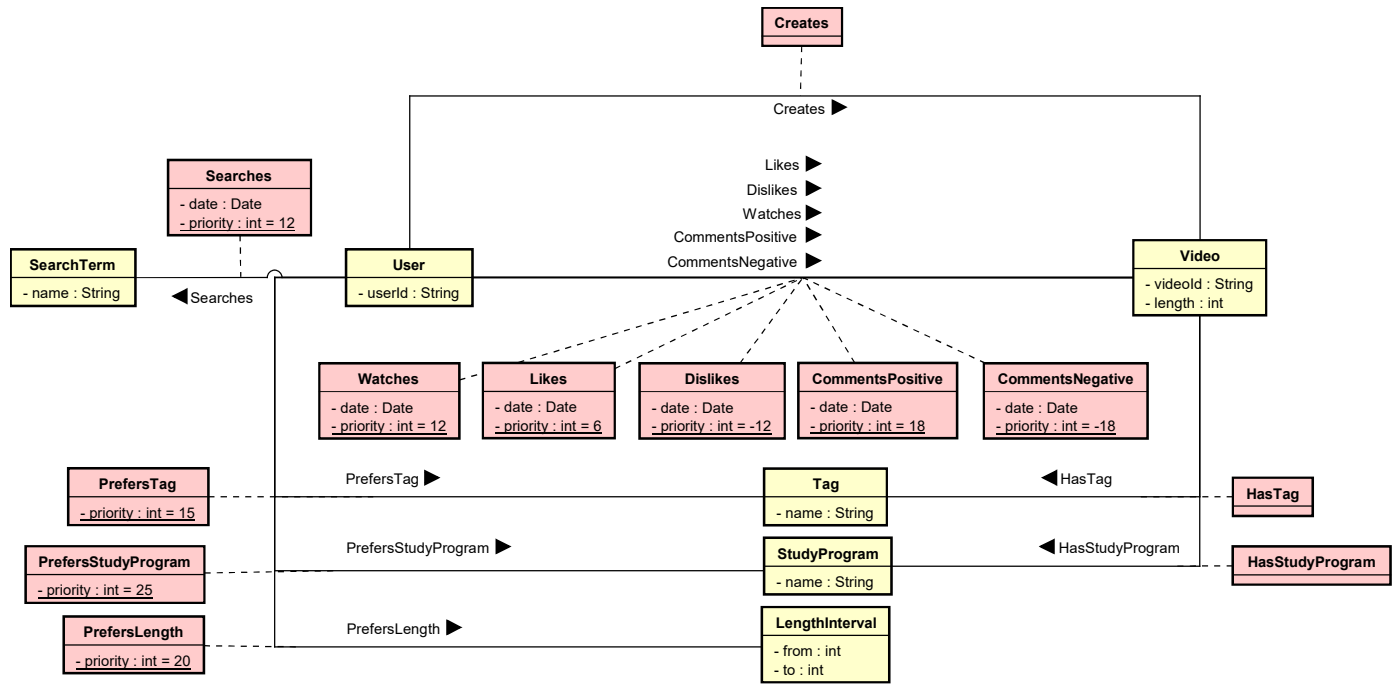 Creates
Creates
Likes
Dislikes
Watches
CommentsPositive
CommentsNegative
Searches
- date : Date
- priority : int = 12
SearchTerm
- name : String
Searches
User
- userId : String
Video
- videoId : String
- length : int
Watches
- date : Date
- priority : int = 12
Likes
- date : Date
- priority : int = 6
Dislikes
- date : Date
- priority : int = -12
CommentsPositive
- date : Date
- priority : int = 18
CommentsNegative
- date : Date
- priority : int = -18
PrefersTag
- priority : int = 15
PrefersTag
Tag
- name : String
HasTag
HasTag
PrefersStudyProgram
- priority : int = 25
PrefersStudyProgram
StudyProgram
- name : String
HasStudyProgram
HasStudyProgram
PrefersLength
- priority : int = 20
PrefersLength
LengthInterval
- from : int
- to : int